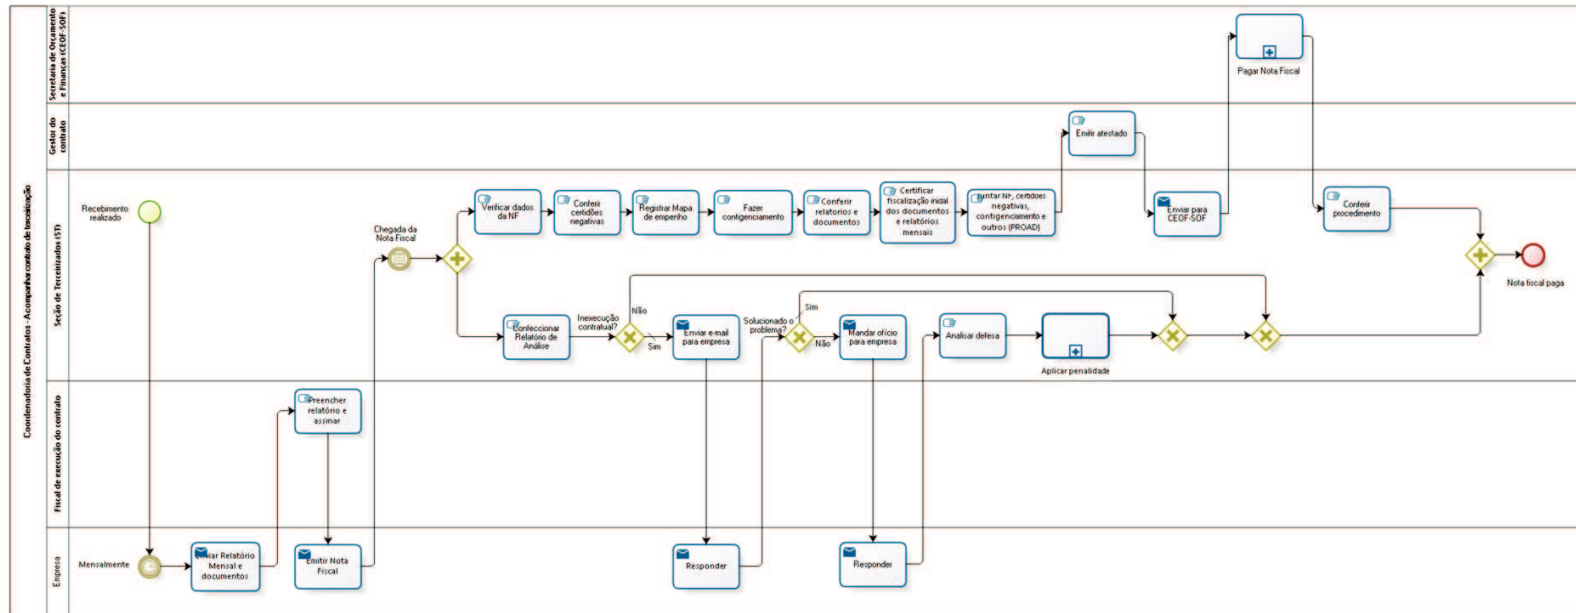 Coordenadoria de Contratos - Acompanhar contrato de terceirização
Secretaria de Orçamento
e Finanças (CEOF-SOF)
Pagar Nota Fiscal
Gestor do
contrato
Emitir atestado
Seção de Terceirizados (ST)
Recebimento
realizado
Chegada da
Nota Fiscal
Verificar dados
da NF
Conferir
certidões
negativas
Registrar Mapa
de empenho
Fazer
contigenciamento
Conferir
relatorios e
documentos
Certificar
fiscalização inicial
dos documentos
e relatórios
mensais
Juntar NF, certidões
negativas,
contigenciamento e
outros (PROAD)
Enviar para
CEOF-SOF
Conferir
procedimento
Nota fiscal paga
Confeccionar
Relatório de
Análise
Inexecução
contratual?
Não
Sim
Enviar e-mail
para empresa
Solucionado o
problema?
Sim
Não
Mandar ofício
para empresa
Analisar defesa
Aplicar penalidade
Fiscal de execução do contrato
Preencher
relatório e
assinar
Empresa
Mensalmente
Enviar Relatório
Mensal e
documentos
Emitir Nota
Fiscal
Responder
Responder